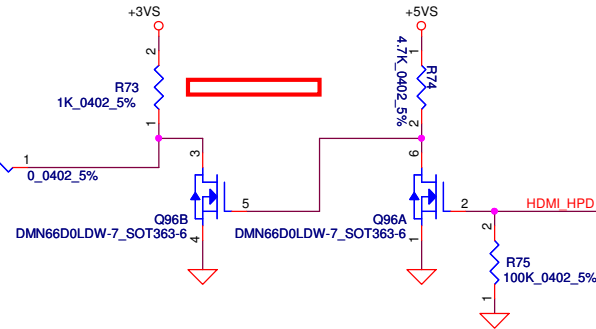 +3VS
+5VS
2
R73
1K_0402_5%
1
1
R74
4.7K_0402_5%
2
1
0_0402_5%
3
5
Q96B
DMN66D0LDW-7_SOT363-6
4
6
2
HDMI_HPD
Q96A
DMN66D0LDW-7_SOT363-6
1
2
R75
100K_0402_5%
1